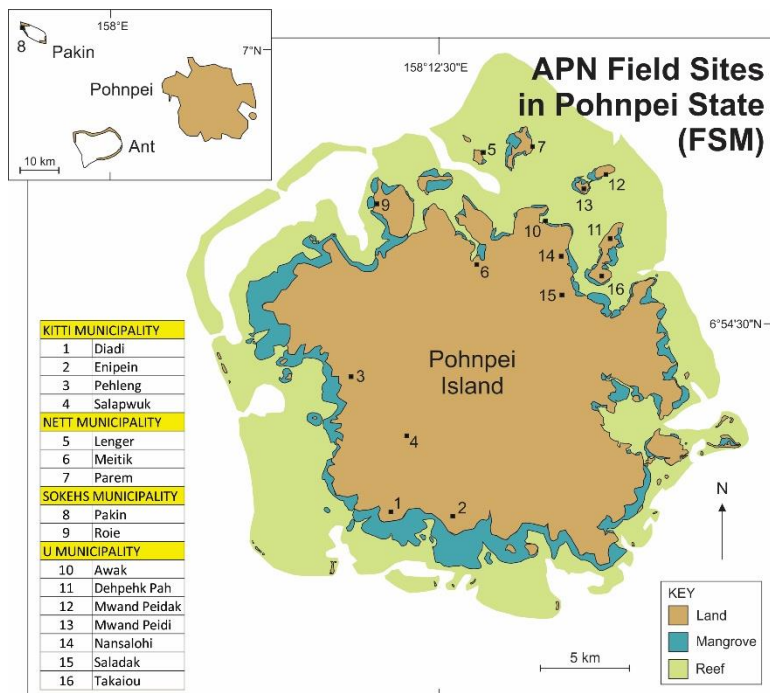 158°E
8
Pakin
7°N
Pohnpei
Ant
10 km
158°12'30"E
APN Field Sites
in Pohnpei State
(FSM)
5
7
12
13
9
10
11
6
14
16
15
6°54'30"N
Pohnpei
Island
3
4
1
2
KITTI MUNICIPALITY
1 Diadi
2 Enipein
3 Pehleng
4 Salapwuk
NETT MUNICIPALITY
5 Lenger
6 Meitik
7 Parem
SOKEHS MUNICIPALITY
8 Pakin
9 Roie
U MUNICIPALITY
10 Awak
11 Dehpehk Pah
12 Mwand Peidak
13 Mwand Peidi
14 Nansalohi
15 Saladak
16 Takaiou
N
KEY
Land
Mangrove
Reef
5 km